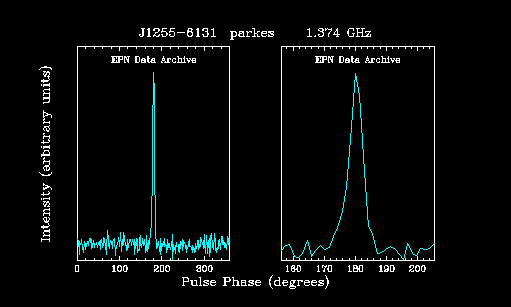 J1255-6131 parkes 1.374 GHz
EPN Data Archive EPN Data Archive
Intensity (arbitrary units)
0 100 200 300 160 170 180 190 200
Pulse Phase (degrees)